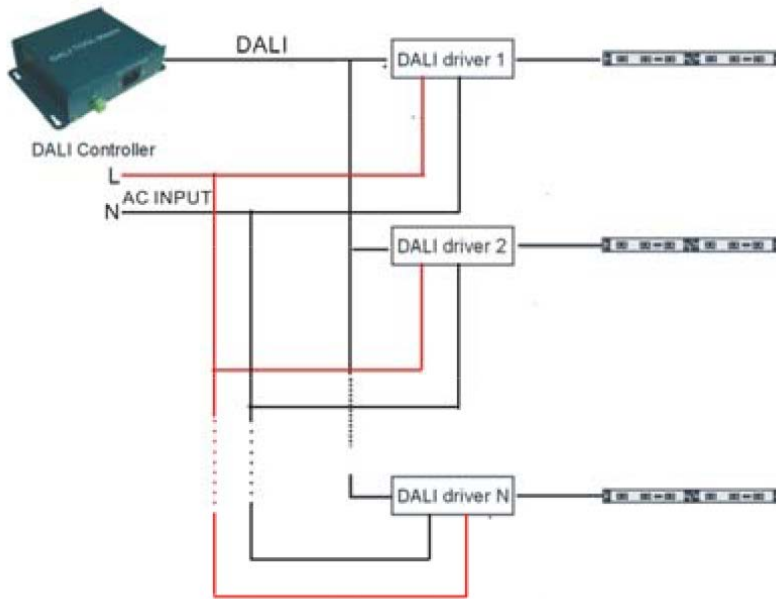 DALI
DALI driver 1
DALI Controller
L
AC INPUT
N
DALI driver 2
DALI driver N